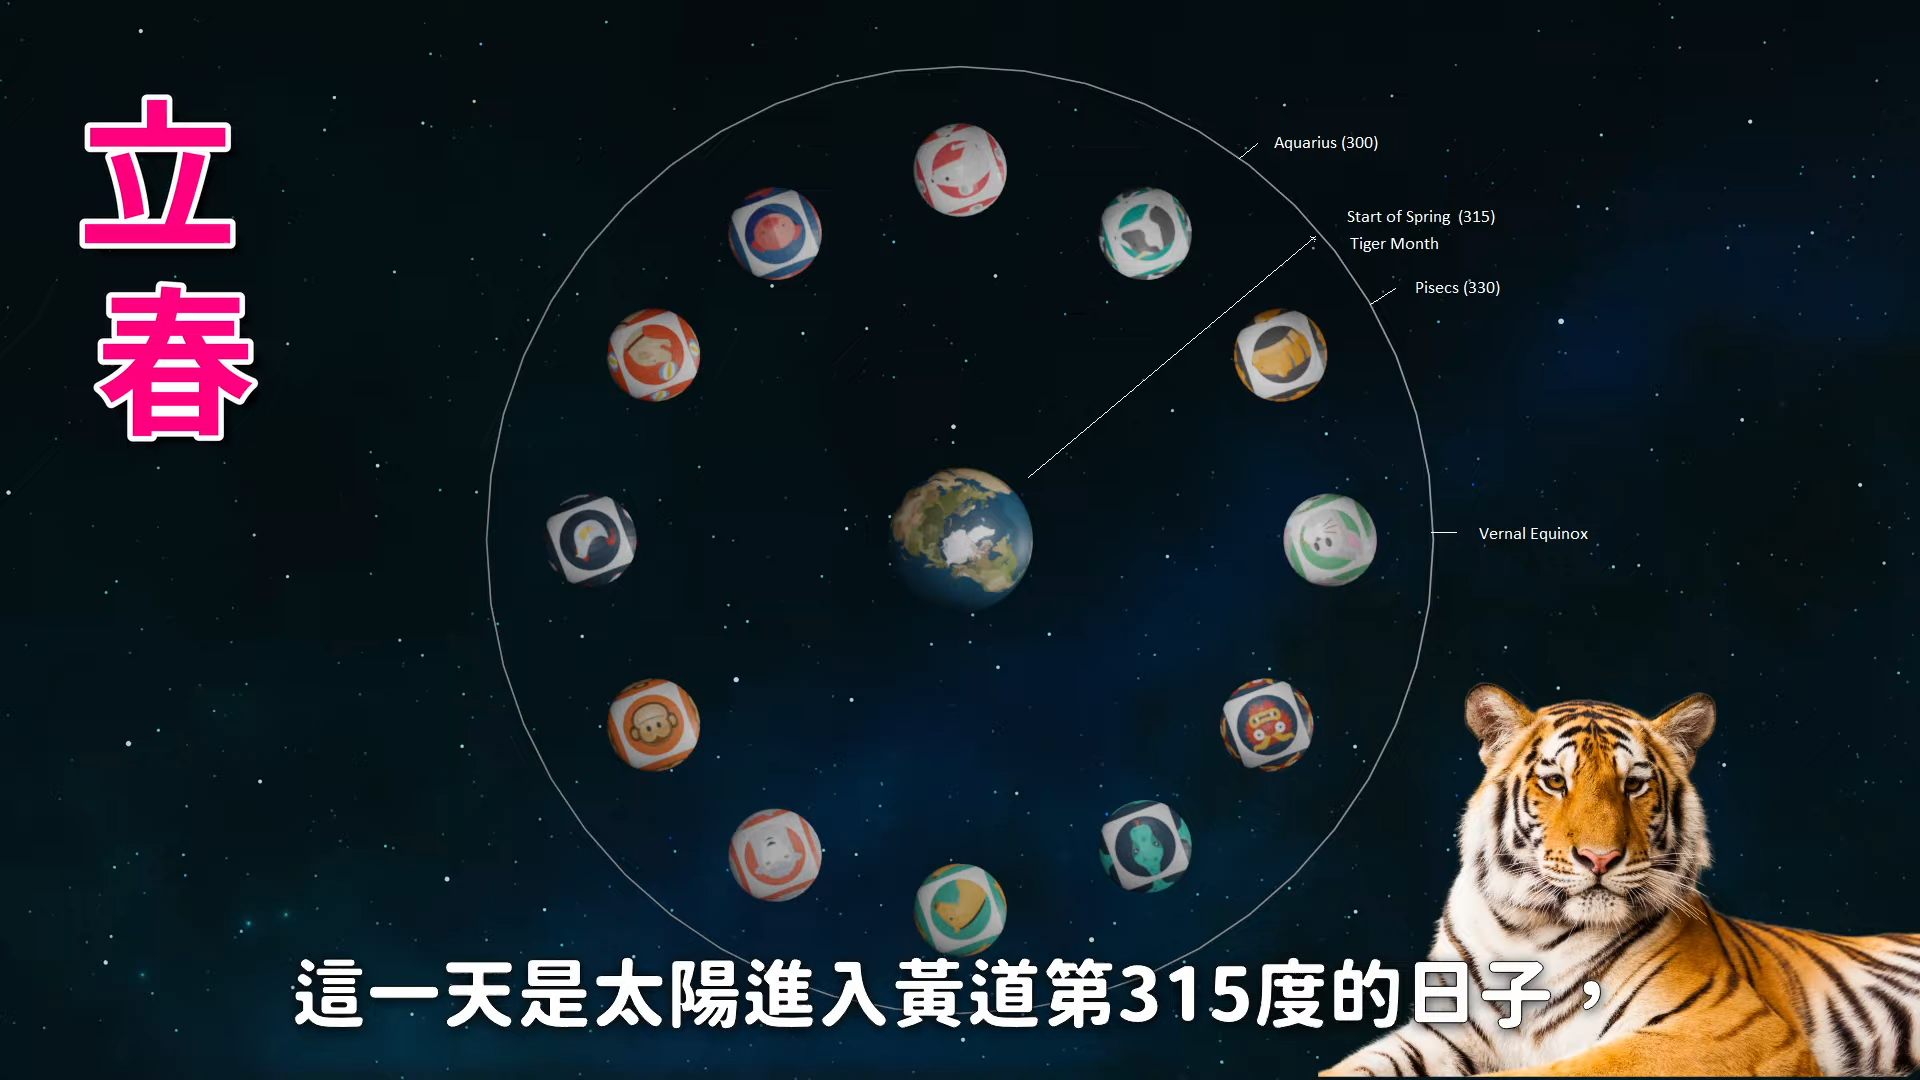 立
春
Aquarius (300)
Start of Spring (315)
Tiger Month
Pisecs (330)
Vernal Equinox
這一天是太陽進入黃道第315度的日子，